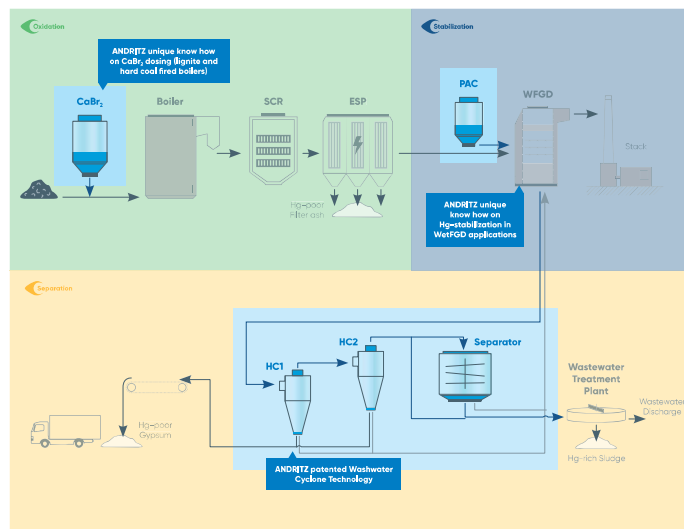 Oxidation
Stabilization
ANDRITZ unique know how
on CaBr₂ dosing (lignite and
hard coal fired boilers)
CaBr₂
Boiler
SCR
ESP
PAC
WFGD
Stack
Hg-poor
Filter ash
ANDRITZ unique
know how on
Hg-stabilization in
WetFGD applications
Separation
HC1
HC2
Separator
Wastewater
Treatment
Plant
Wastewater
Discharge
Hg-poor
Gypsum
Hg-rich Sludge
ANDRITZ patented Washwater
Cyclone Technology